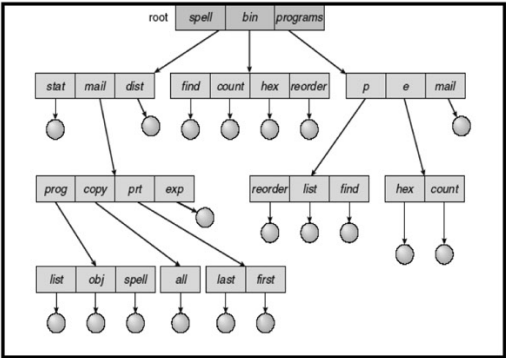 root spell bin programs
stat mail dist find count hex reorder p e mail
prog copy prt exp reorder list find hex count
list obj spell all last first